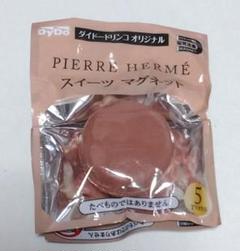 DyDo
ダイドードリンコ オリジナル
PIERRE HERMÉ
スイーツ マグネット
たべものではありません
5